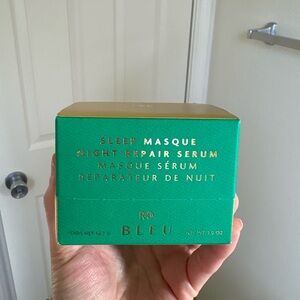 SLEEP MASQUE
NIGHT REPAIR SERUM
MASQUE SÉRUM
RÉPARATEUR DE NUIT
BLEU